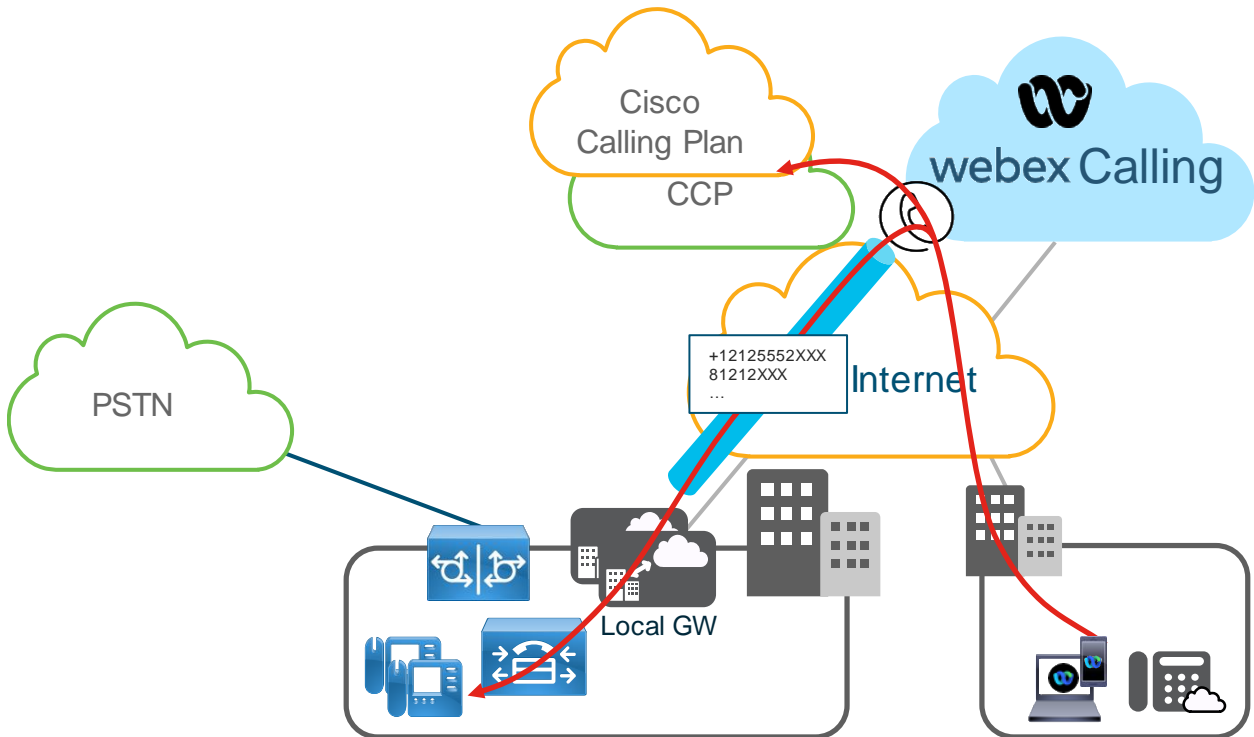 Cisco
Calling Plan
CCP
webex Calling
+12125552XXX
81212XXX
...
Internet
PSTN
Local GW